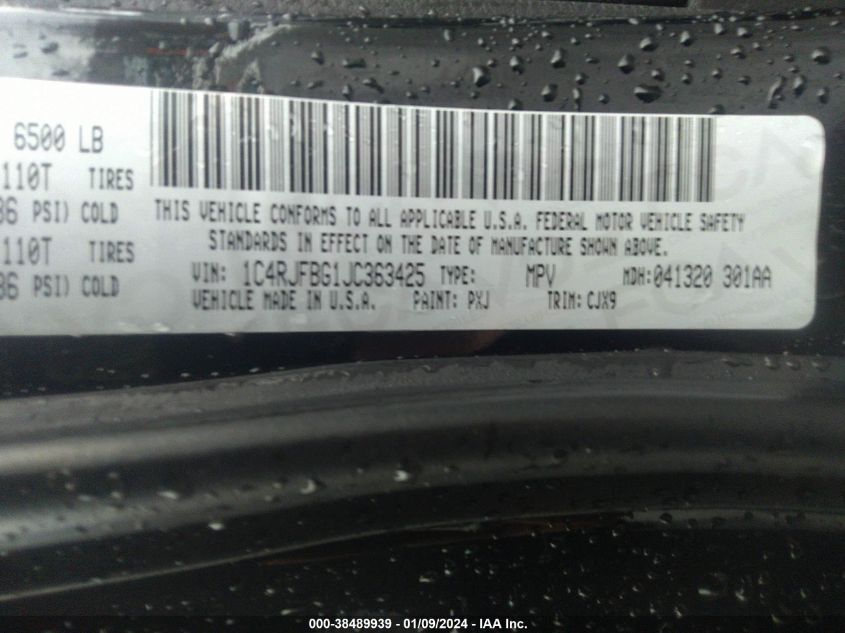 6500 LB
110T TIRES
36 PSI) COLD
110T TIRES
36 PSI) COLD
THIS VEHICLE CONFORMS TO ALL APPLICABLE U.S.A. FEDERAL MOTOR VEHICLE SAFETY
STANDARDS IN EFFECT ON THE DATE OF MANUFACTURE SHOWN ABOVE.
VIN: 1C4RJFBG1JC363425 TYPE: MPV MDH:041320 301AA
VEHICLE MADE IN U.S.A. PAINT: PXJ TRIM:CJX9
000-38489939 - 01/09/2024 - IAA Inc.